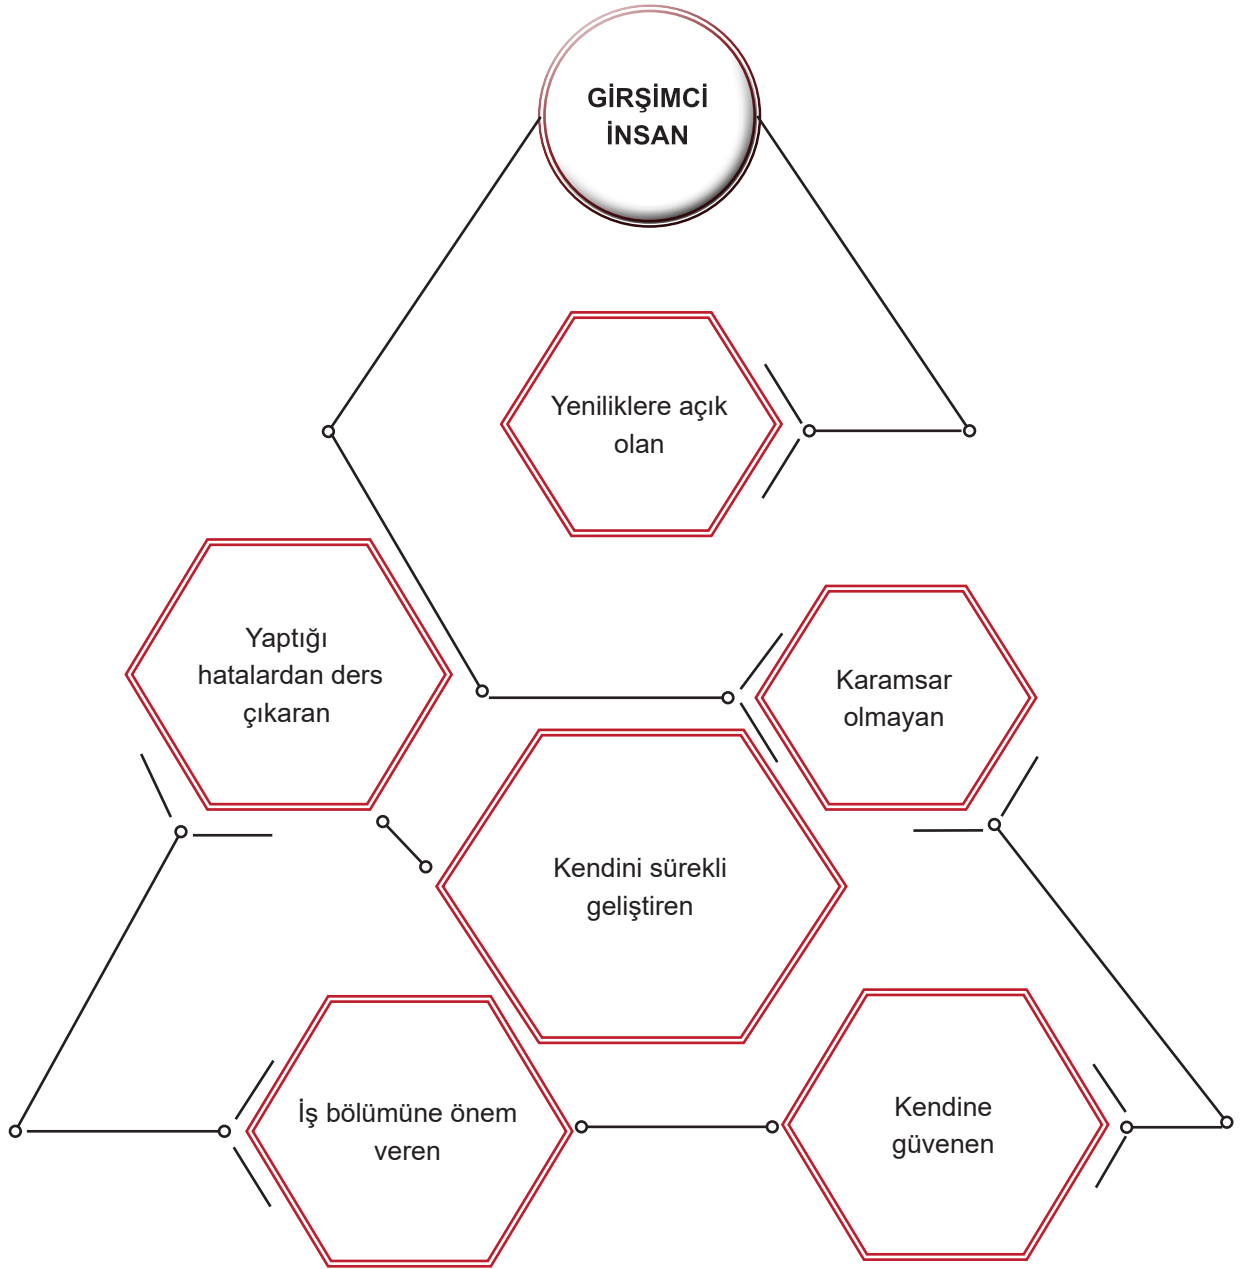 GİRŞİMCİ
İNSAN
Yeniliklere açık
olan
Yaptığı
hatalardan ders
çıkaran
Karamsar
olmayan
Kendini sürekli
geliştiren
İş bölümüne önem
veren
Kendine
güvenen